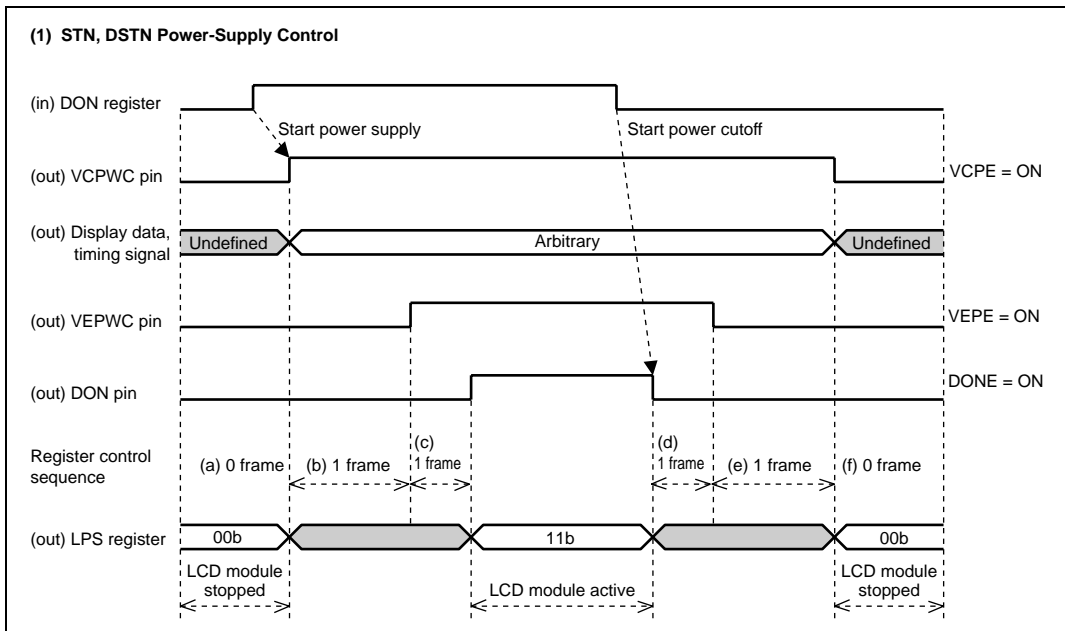 (1) STN, DSTN Power-Supply Control
(in) DON register
Start power supply
Start power cutoff
(out) VCPWC pin
VCPE = ON
(out) Display data,
timing signal
Undefined
Arbitrary
Undefined
(out) VEPWC pin
VEPE = ON
(out) DON pin
DONE = ON
Register control
sequence
(a) 0 frame
(b) 1 frame
(c)
1 frame
(d)
1 frame
(e) 1 frame
(f) 0 frame
(out) LPS register
00b
11b
00b
LCD module
stopped
LCD module active
LCD module
stopped